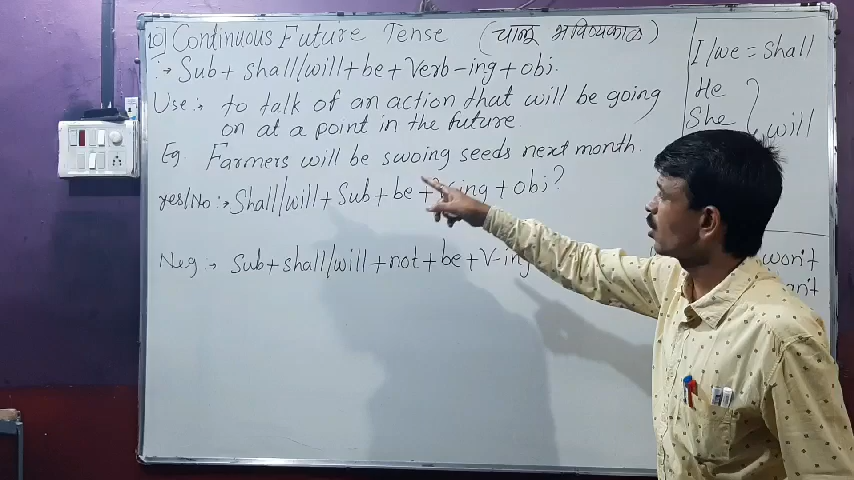 10) Continuous Future Tense (चालू भविष्यकाळ)
:→ Sub + shall/will + be + Verb-ing + obj.
Use :→ to talk of an action that will be going
on at a point in the future.
Eg. Farmers will be swoing seeds next month.
yes/No :→ Shall/will + Sub + be + V-ing + obj?
Neg :→ Sub + shall/will + not + be + V-ing
I/we = Shall
He
She
will
won't